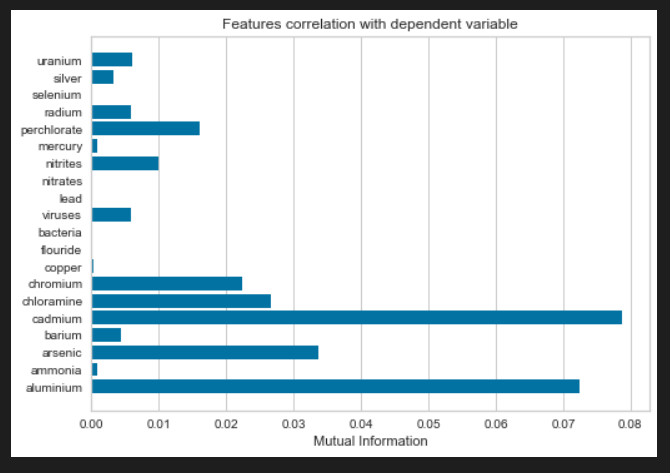 Features correlation with dependent variable
uranium
silver
selenium
radium
perchlorate
mercury
nitrites
nitrates
lead
viruses
bacteria
flouride
copper
chromium
chloramine
cadmium
barium
arsenic
ammonia
aluminium
0.00 0.01 0.02 0.03 0.04 0.05 0.06 0.07 0.08
Mutual Information